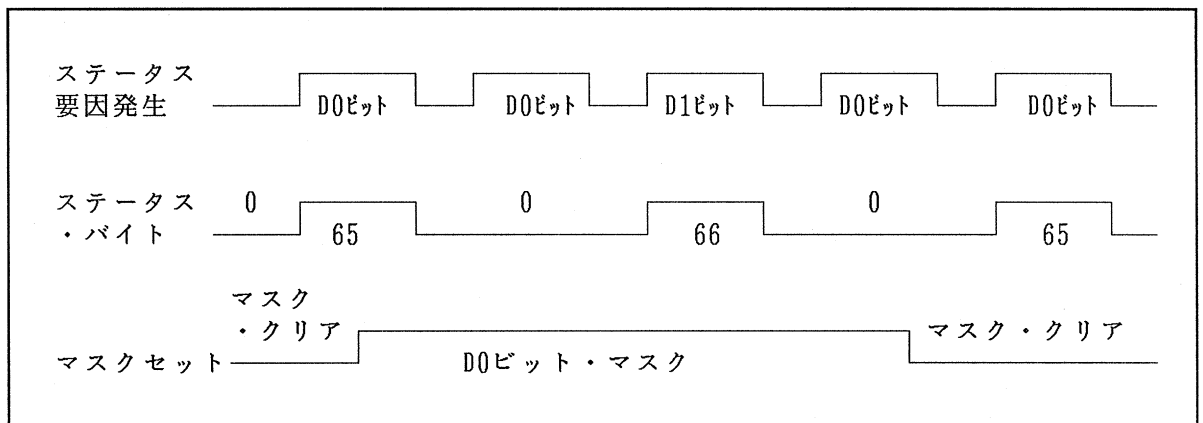 ステータス
要因発生
D0ビット D0ビット D1ビット D0ビット D0ビット
ステータス
・バイト
0 0 0
65 66 65
マスク
・クリア
マスク・クリア
マスクセット
D0ビット・マスク